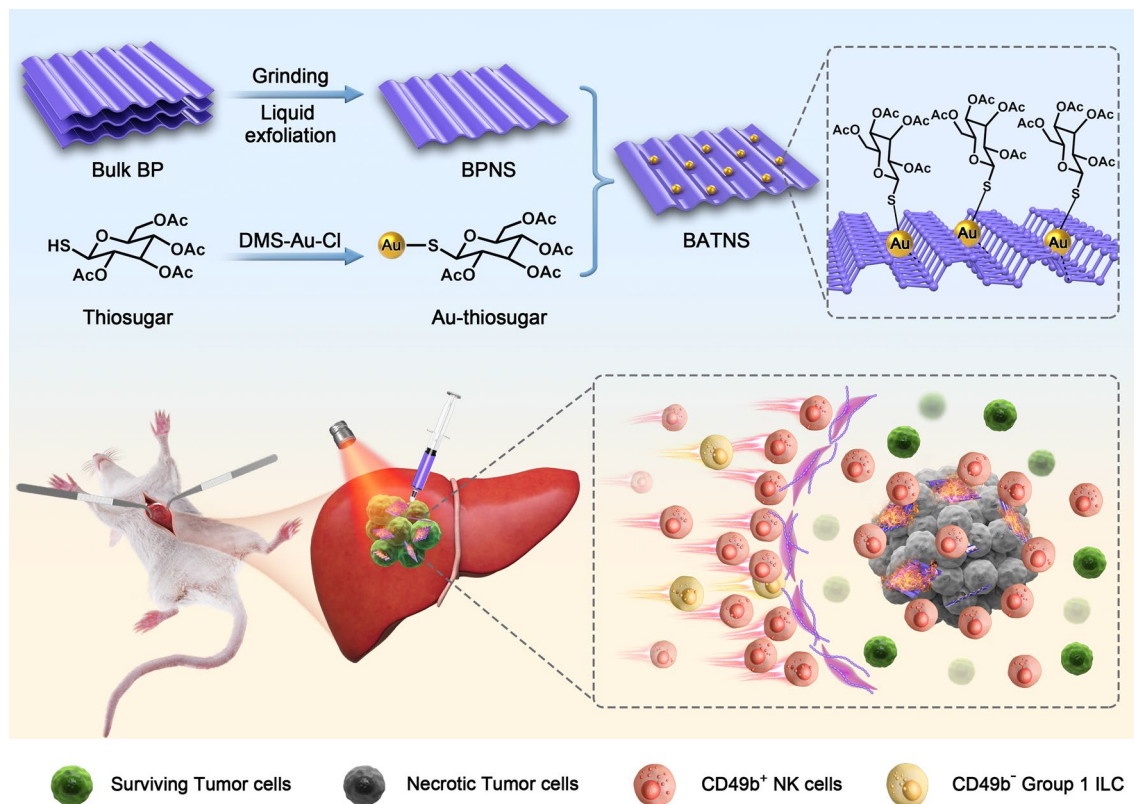 Grinding
Liquid
exfoliation
Bulk BP
BPNS
BATNS
HS
OAc
OAc
OAc
AcO
Thiosugar
DMS-Au-Cl
Au
S
O
OAc
OAc
OAc
AcO
Au-thiosugar
OAc
AcO
OAc
OAc
O
S
Au
OAc
AcO
OAc
OAc
O
S
Au
OAc
AcO
OAc
OAc
O
S
Au
Surviving Tumor cells
Necrotic Tumor cells
CD49b⁺ NK cells
CD49b⁻ Group 1 ILC